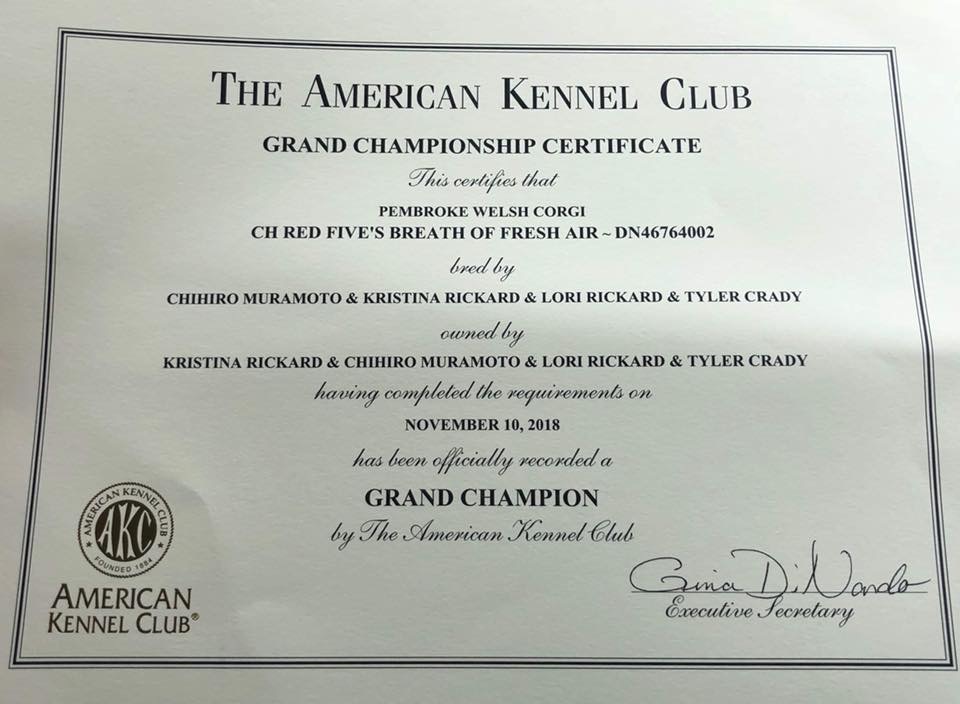 THE AMERICAN KENNEL CLUB
GRAND CHAMPIONSHIP CERTIFICATE
This certifies that
PEMBROKE WELSH CORGI
CH RED FIVE'S BREATH OF FRESH AIR ~ DN46764002
bred by
CHIHIRO MURAMOTO & KRISTINA RICKARD & LORI RICKARD & TYLER CRADY
owned by
KRISTINA RICKARD & CHIHIRO MURAMOTO & LORI RICKARD & TYLER CRADY
having completed the requirements on
NOVEMBER 10, 2018
has been officially recorded a
GRAND CHAMPION
by The American Kennel Club
AMERICAN KENNEL CLUB
AKC
FOUNDED 1884
AMERICAN
KENNEL CLUB®
Gina DiNardo
Executive Secretary